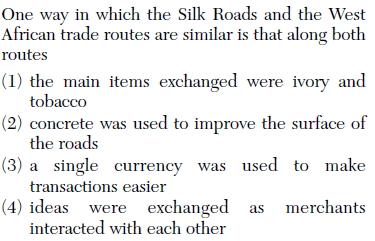 One way in which the Silk Roads and the West
African trade routes are similar is that along both
routes
(1) the main items exchanged were ivory and
tobacco
(2) concrete was used to improve the surface of
the roads
(3) a single currency was used to make
transactions easier
(4) ideas were exchanged as merchants
interacted with each other